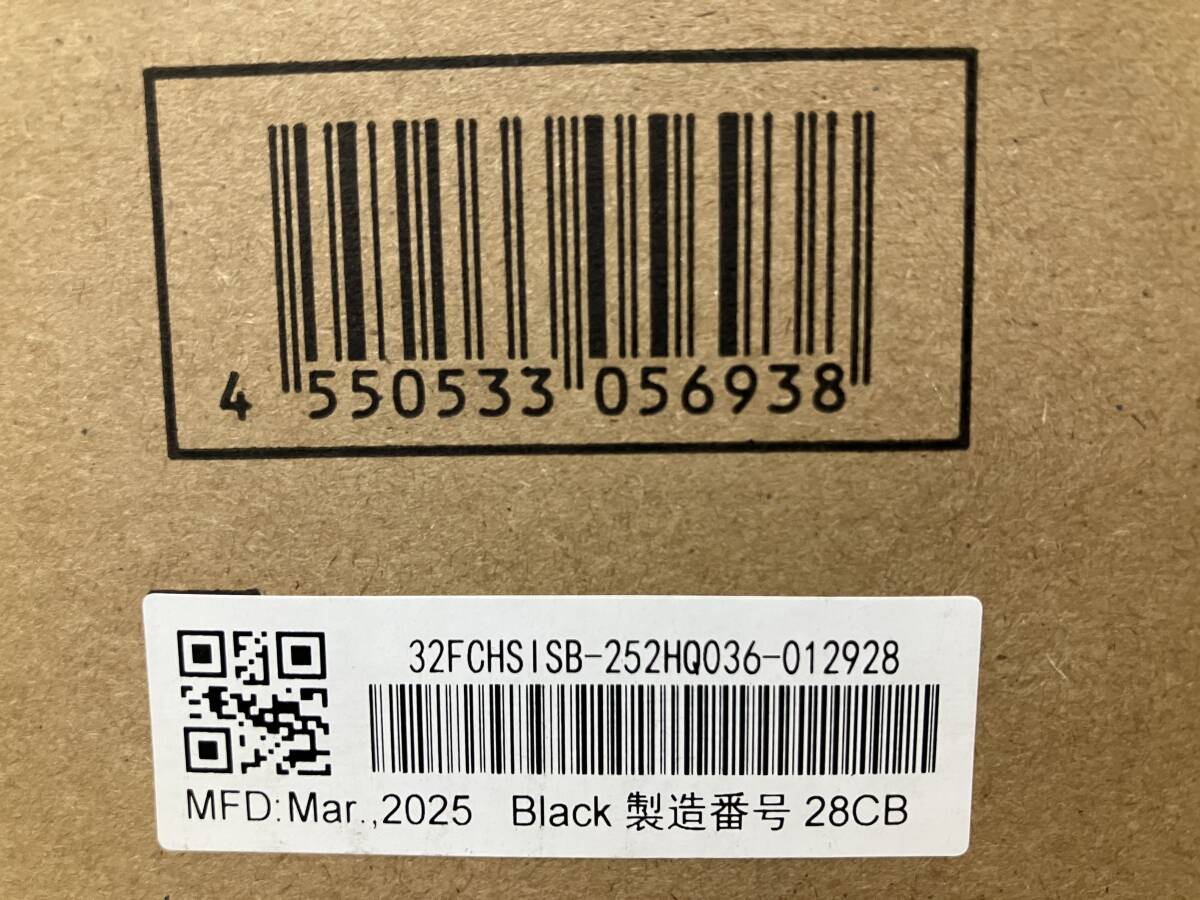 4 550533 056938
32FCHSISB-252HQ036-012928
MFD:Mar.,2025 Black 製造番号 28CB